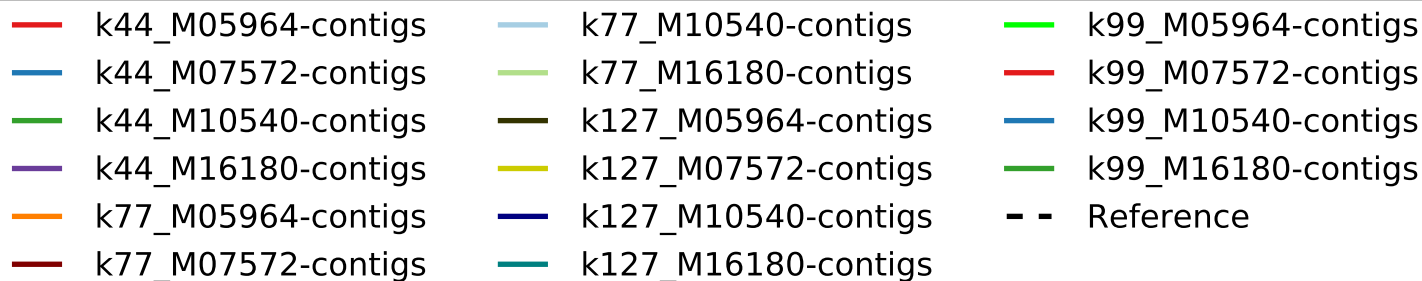 k44_M05964-contigs
k44_M07572-contigs
k44_M10540-contigs
k44_M16180-contigs
k77_M05964-contigs
k77_M07572-contigs
k77_M10540-contigs
k77_M16180-contigs
k127_M05964-contigs
k127_M07572-contigs
k127_M10540-contigs
k127_M16180-contigs
k99_M05964-contigs
k99_M07572-contigs
k99_M10540-contigs
k99_M16180-contigs
Reference